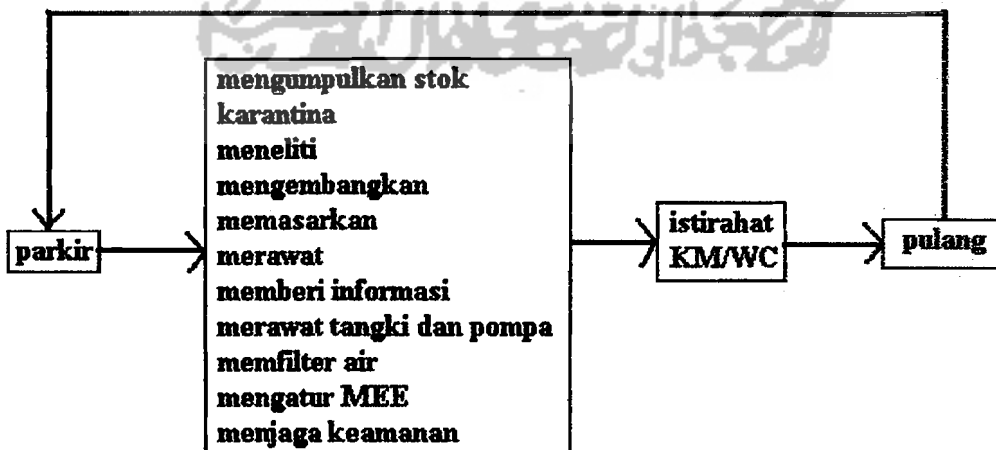 parkir
mengumpulkan stok
karantina
meneliti
mengembangkan
memasarkan
merawat
memberi informasi
merawat tangki dan pompa
memfilter air
mengatur MEE
menjaga keamanan
istirahat
KM/WC
pulang